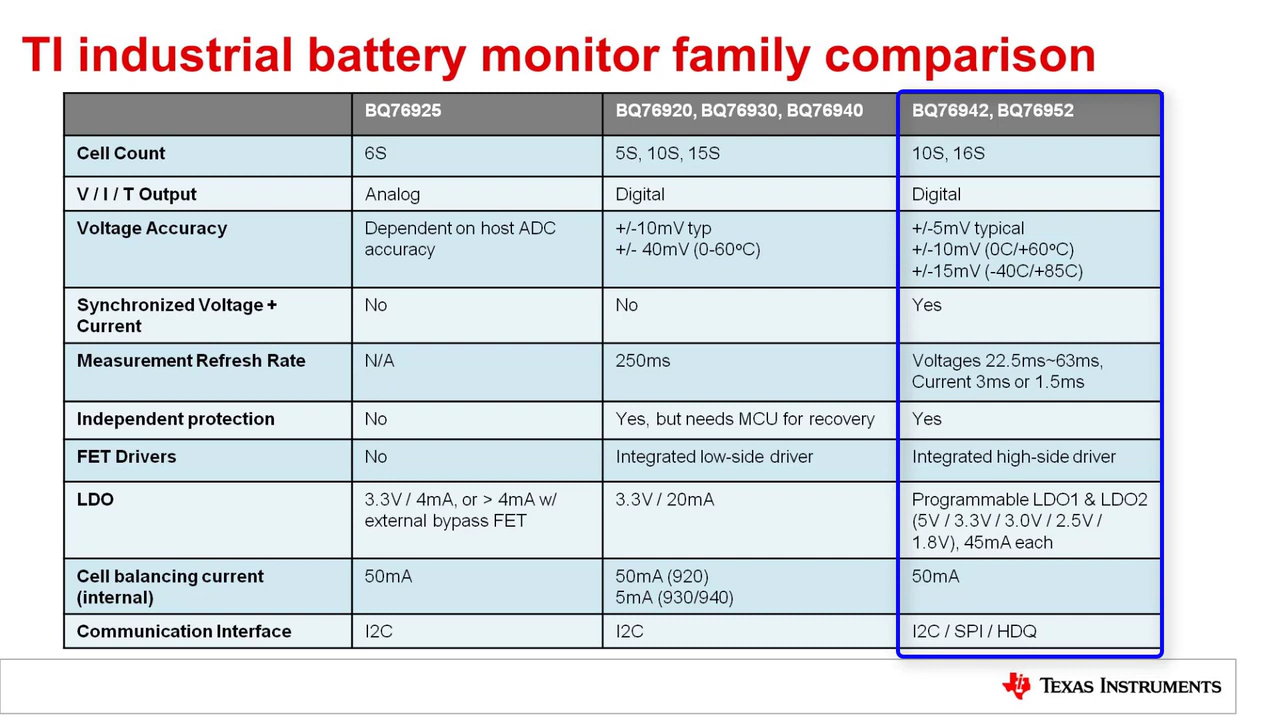 TI industrial battery monitor family comparison
BQ76925
BQ76920, BQ76930, BQ76940
BQ76942, BQ76952
Cell Count
6S
5S, 10S, 15S
10S, 16S
V / I / T Output
Analog
Digital
Digital
Voltage Accuracy
Dependent on host ADC
accuracy
+/-10mV typ
+/- 40mV (0-60ºC)
+/-5mV typical
+/-10mV (0C/+60ºC)
+/-15mV (-40C/+85C)
Synchronized Voltage +
Current
No
No
Yes
Measurement Refresh Rate
N/A
250ms
Voltages 22.5ms~63ms,
Current 3ms or 1.5ms
Independent protection
No
Yes, but needs MCU for recovery
Yes
FET Drivers
No
Integrated low-side driver
Integrated high-side driver
LDO
3.3V / 4mA, or > 4mA w/
external bypass FET
3.3V / 20mA
Programmable LDO1 & LDO2
(5V / 3.3V / 3.0V / 2.5V /
1.8V), 45mA each
Cell balancing current
(internal)
50mA
50mA (920)
5mA (930/940)
50mA
Communication Interface
I2C
I2C
I2C / SPI / HDQ
TEXAS INSTRUMENTS